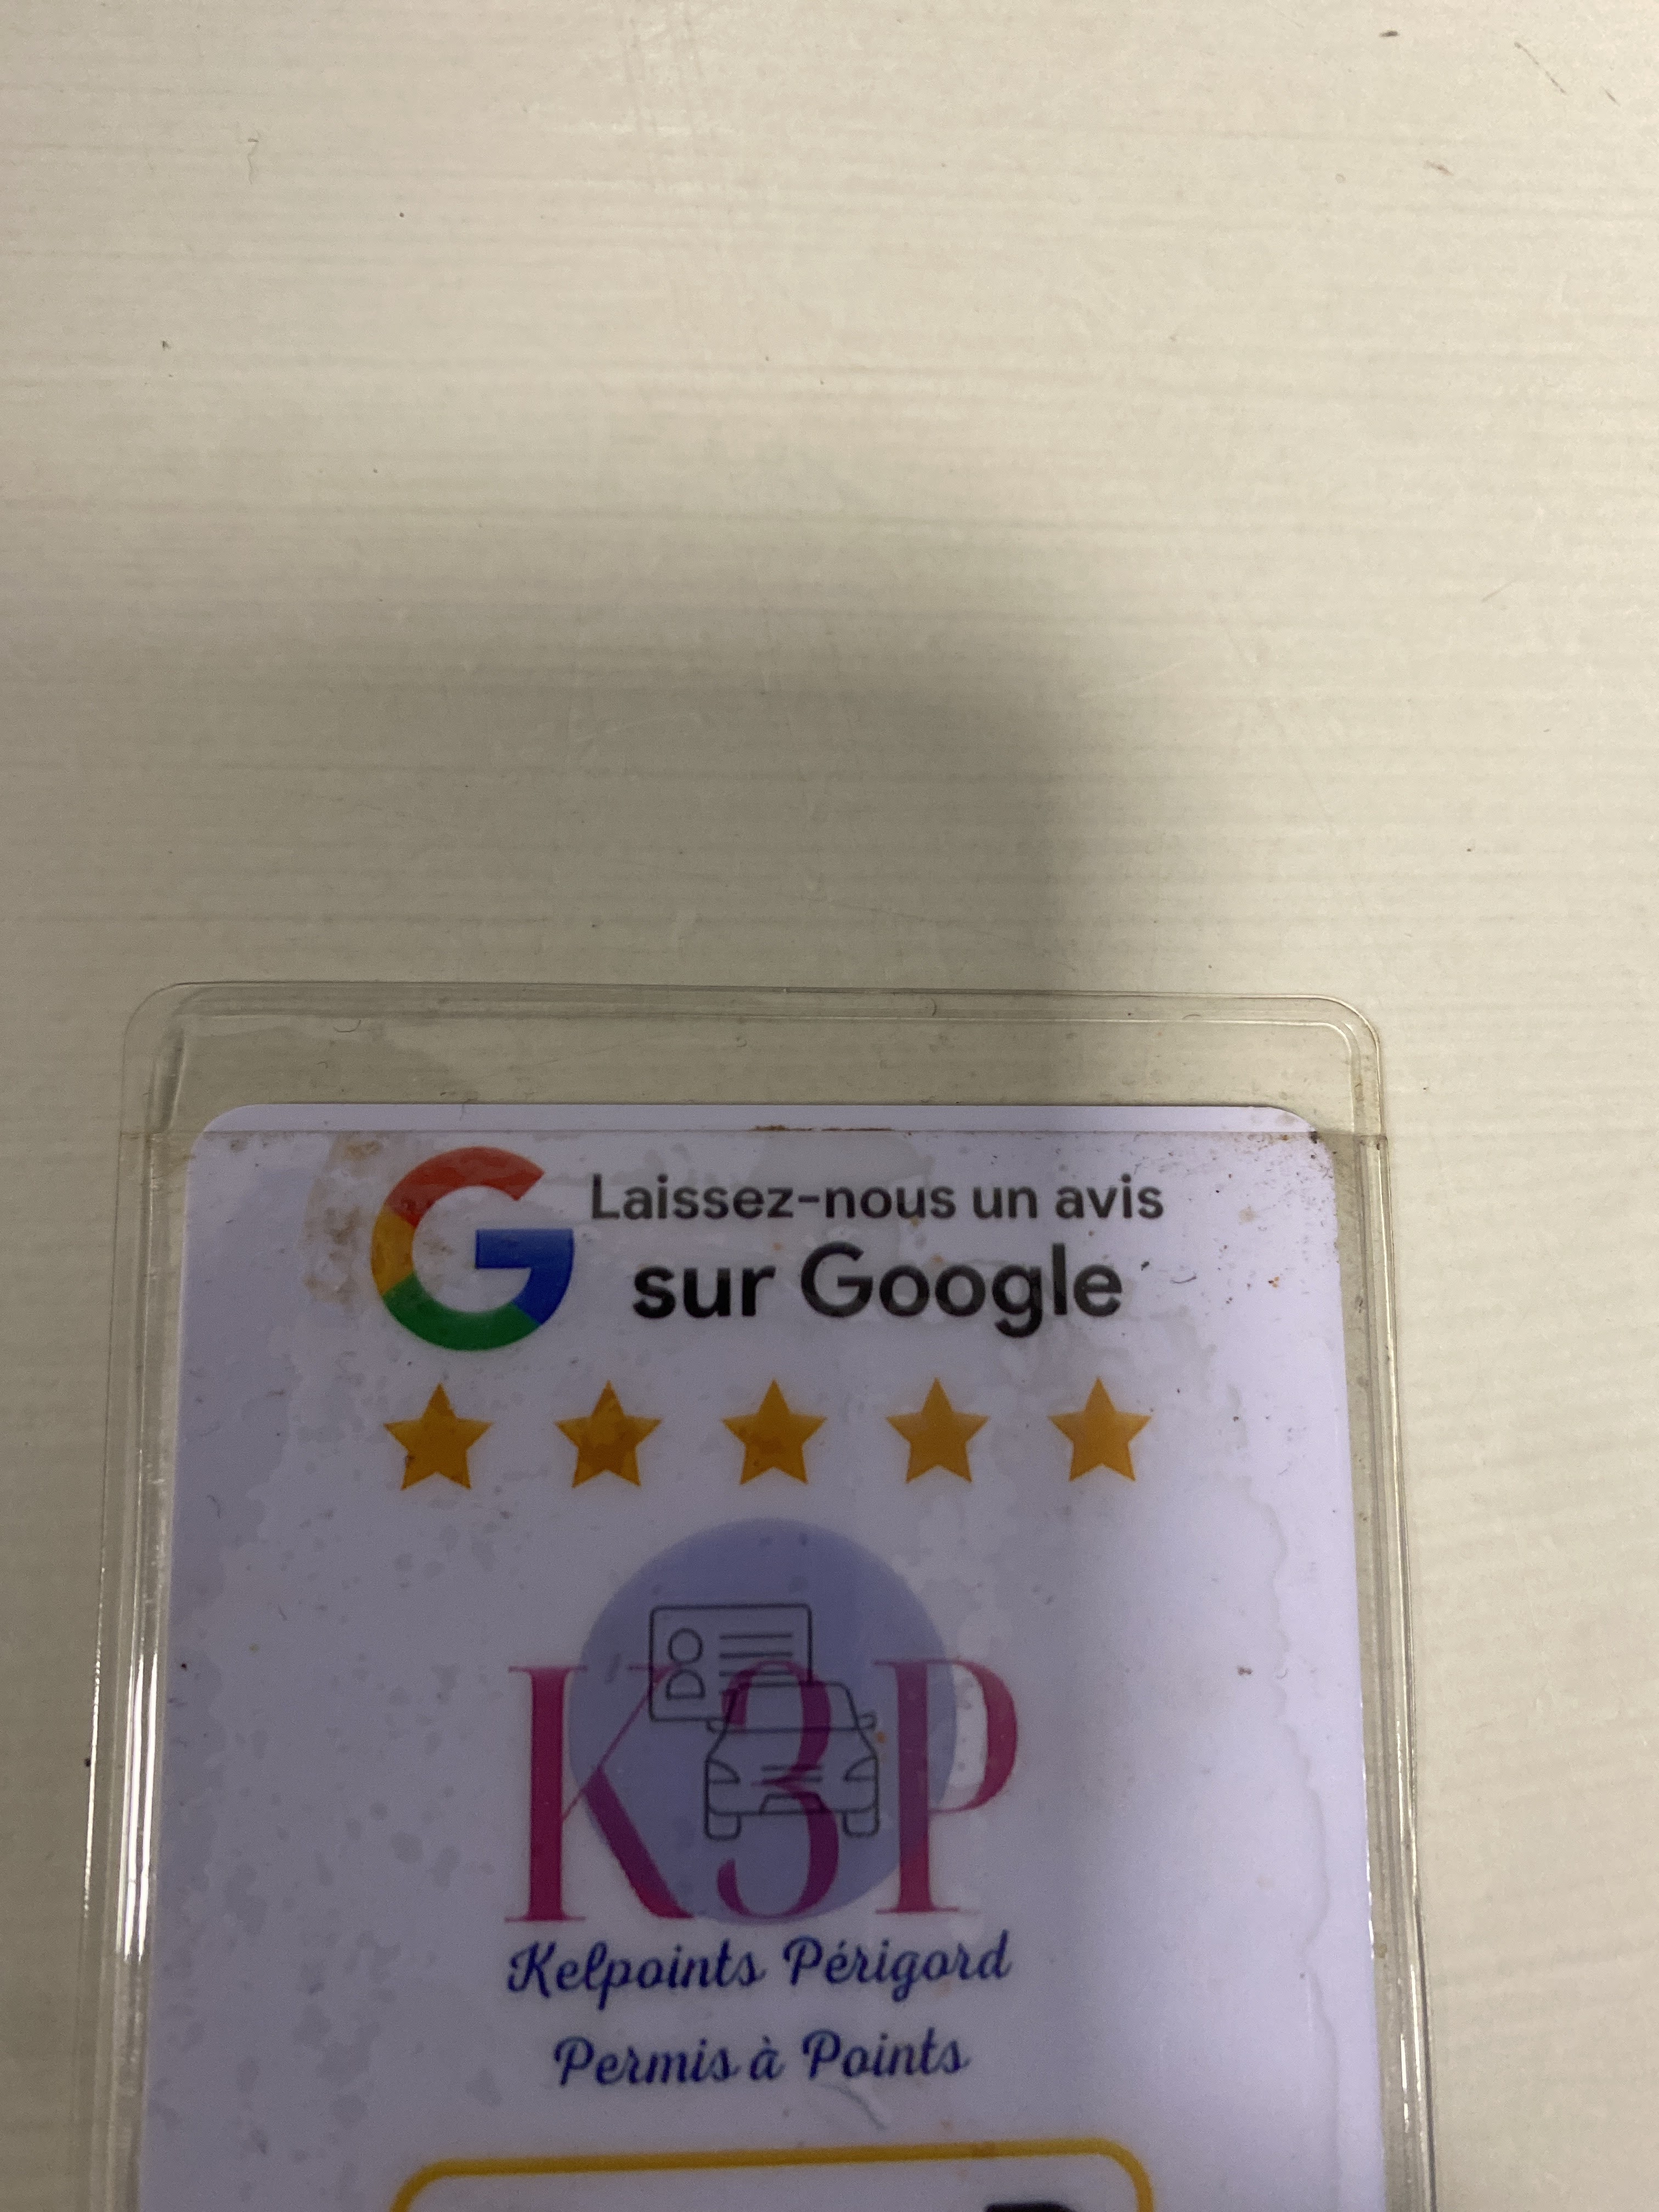 Laissez-nous un avis
sur Google
K3P
Kelpoints Périgord
Permis à Points